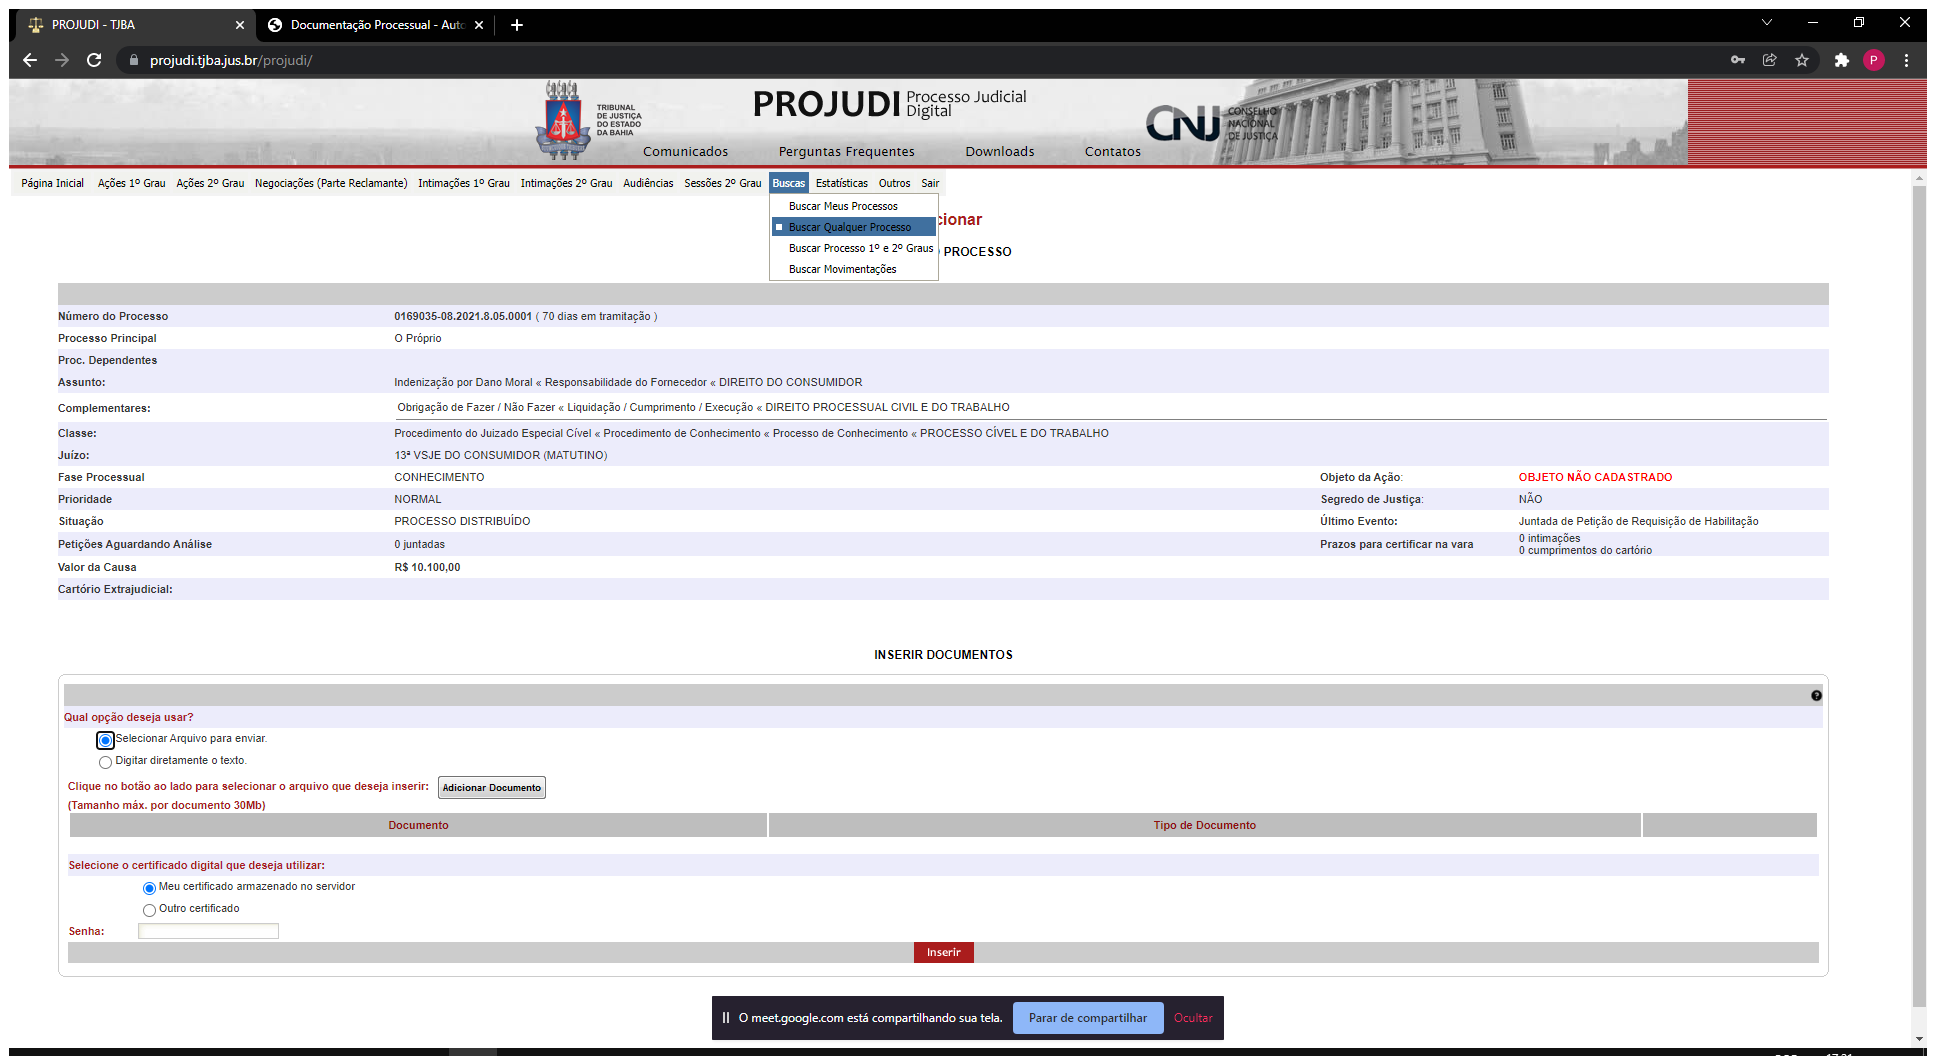 PROJUDI - TJBA
Documentação Processual - Auto
projudi.tjba.jus.br/projudi/
P
TRIBUNAL
DE JUSTIÇA
DO ESTADO
DA BAHIA
PROJUDI Processo Judicial
Digital
CNJ CONSELHO
NACIONAL
DE JUSTIÇA
Comunicados Perguntas Frequentes Downloads Contatos
Página Inicial Ações 1º Grau Ações 2º Grau Negociações (Parte Reclamante) Intimações 1º Grau Intimações 2º Grau Audiências Sessões 2º Grau Buscas Estatísticas Outros Sair
Buscar Meus Processos
cionar
Buscar Qualquer Processo
Buscar Processo 1º e 2º Graus
PROCESSO
Buscar Movimentações
Número do Processo 0169035-08.2021.8.05.0001 ( 70 dias em tramitação )
Processo Principal O Próprio
Proc. Dependentes
Assunto: Indenização por Dano Moral « Responsabilidade do Fornecedor « DIREITO DO CONSUMIDOR
Complementares: Obrigação de Fazer / Não Fazer « Liquidação / Cumprimento / Execução « DIREITO PROCESSUAL CIVIL E DO TRABALHO
Classe: Procedimento do Juizado Especial Cível « Procedimento de Conhecimento « Processo de Conhecimento « PROCESSO CÍVEL E DO TRABALHO
Juízo: 13ª VSJE DO CONSUMIDOR (MATUTINO)
Fase Processual CONHECIMENTO Objeto da Ação: OBJETO NÃO CADASTRADO
Prioridade NORMAL Segredo de Justiça: NÃO
Situação PROCESSO DISTRIBUÍDO Último Evento: Juntada de Petição de Requisição de Habilitação
Petições Aguardando Análise 0 juntadas Prazos para certificar na vara 0 intimações
0 cumprimentos do cartório
Valor da Causa R$ 10.100,00
Cartório Extrajudicial:
INSERIR DOCUMENTOS
?
Qual opção deseja usar?
Selecionar Arquivo para enviar.
Digitar diretamente o texto.
Clique no botão ao lado para selecionar o arquivo que deseja inserir: Adicionar Documento
(Tamanho máx. por documento 30Mb)
Documento Tipo de Documento
Selecione o certificado digital que deseja utilizar:
Meu certificado armazenado no servidor
Outro certificado
Senha:
Inserir
O meet.google.com está compartilhando sua tela. Parar de compartilhar Ocultar